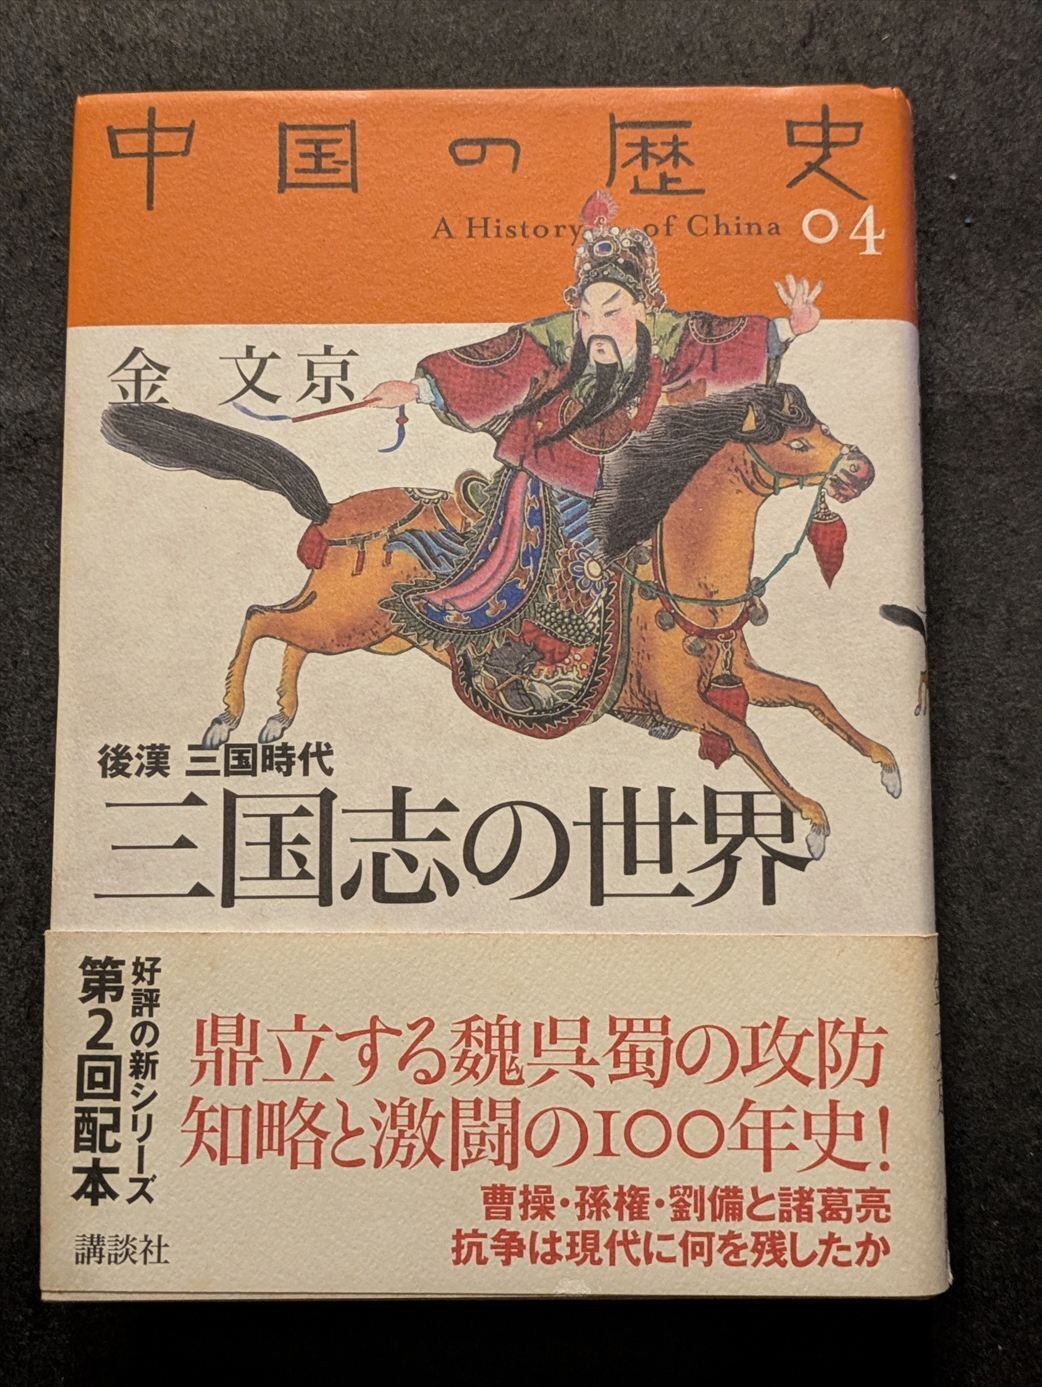 中国の歴史
A History of China 04
金 文京
後漢 三国時代
三国志の世界
好評の新シリーズ
第2回配本
鼎立する魏呉蜀の攻防
知略と激闘の100年史!
曹操・孫権・劉備と諸葛亮
抗争は現代に何を残したか
講談社